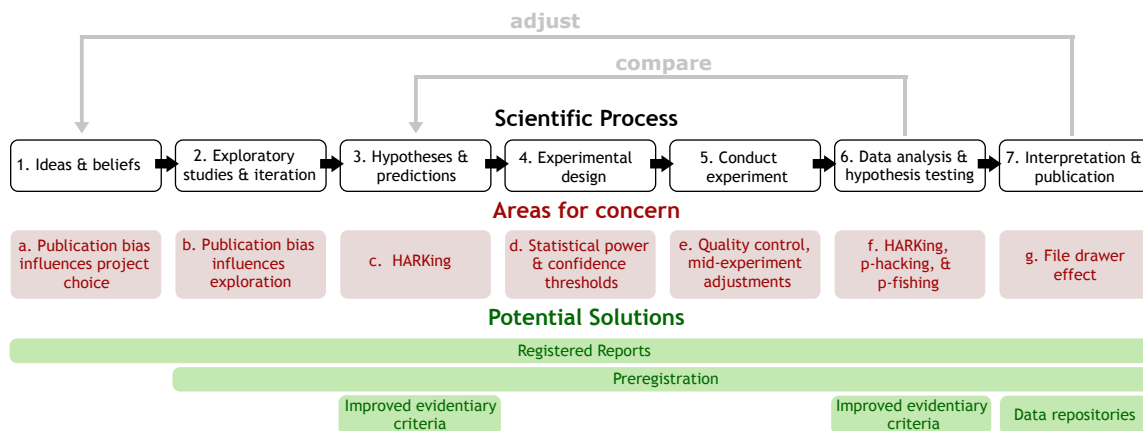 adjust
compare
Scientific Process
1. Ideas & beliefs
2. Exploratory
studies & iteration
3. Hypotheses &
predictions
4. Experimental
design
5. Conduct
experiment
6. Data analysis &
hypothesis testing
7. Interpretation &
publication
Areas for concern
a. Publication bias
influences project
choice
b. Publication bias
influences
exploration
c. HARKing
d. Statistical power
& confidence
thresholds
e. Quality control,
mid-experiment
adjustments
f. HARKing,
p-hacking, &
p-fishing
g. File drawer
effect
Potential Solutions
Registered Reports
Preregistration
Improved evidentiary
criteria
Improved evidentiary
criteria
Data repositories